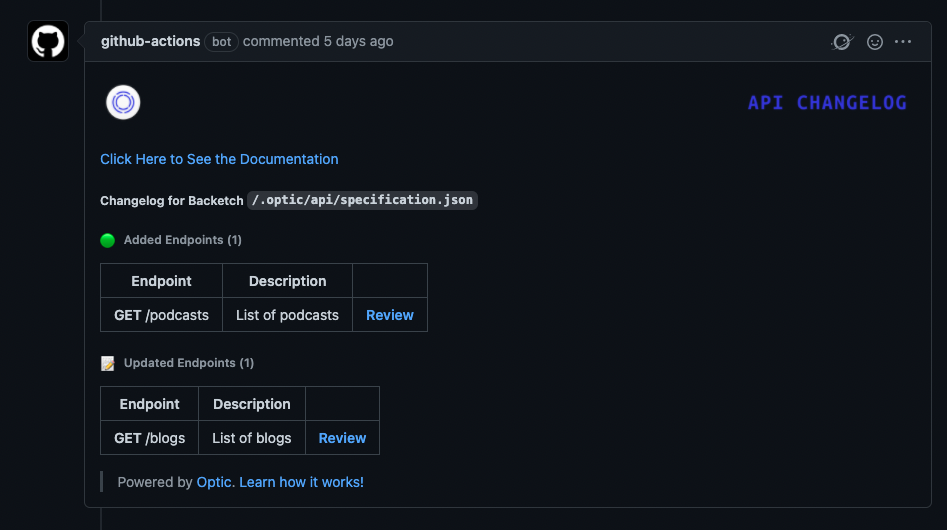 github-actions bot commented 5 days ago
API CHANGELOG
Click Here to See the Documentation
Changelog for Backetch /.optic/api/specification.json
Added Endpoints (1)
Endpoint Description
GET /podcasts List of podcasts Review
Updated Endpoints (1)
Endpoint Description
GET /blogs List of blogs Review
Powered by Optic. Learn how it works!